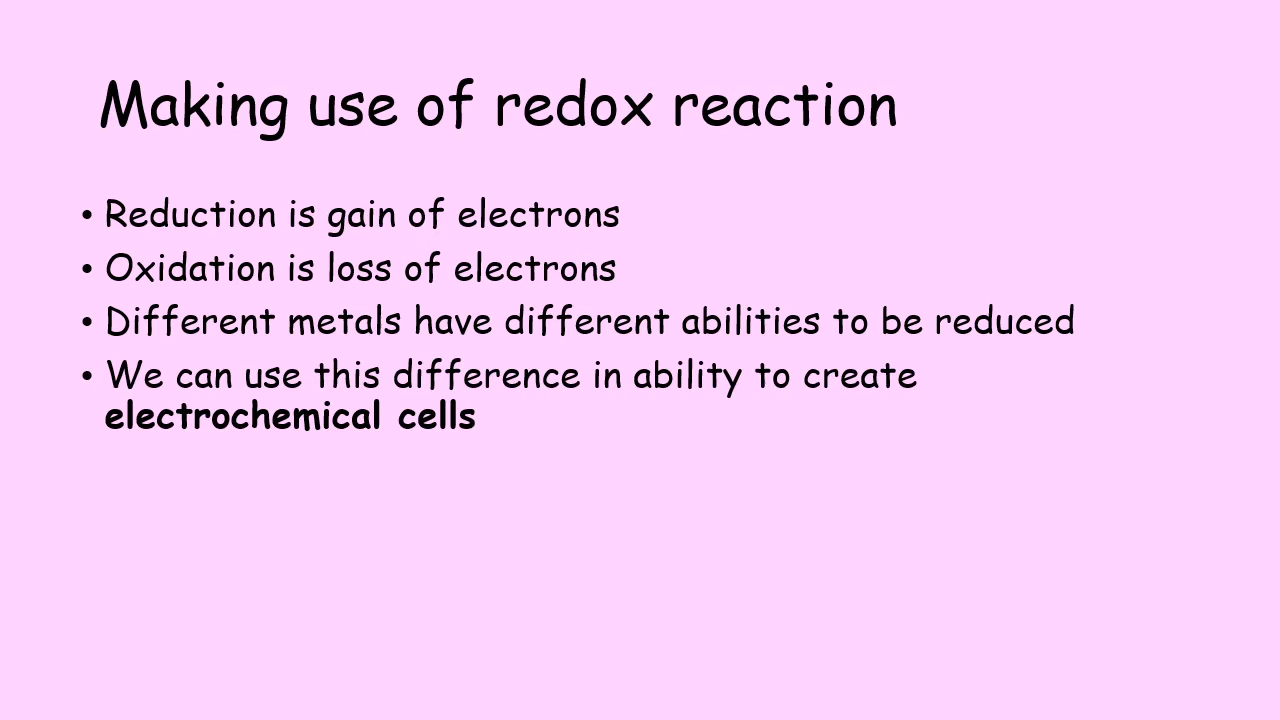 Making use of redox reaction
• Reduction is gain of electrons
• Oxidation is loss of electrons
• Different metals have different abilities to be reduced
• We can use this difference in ability to create
electrochemical cells